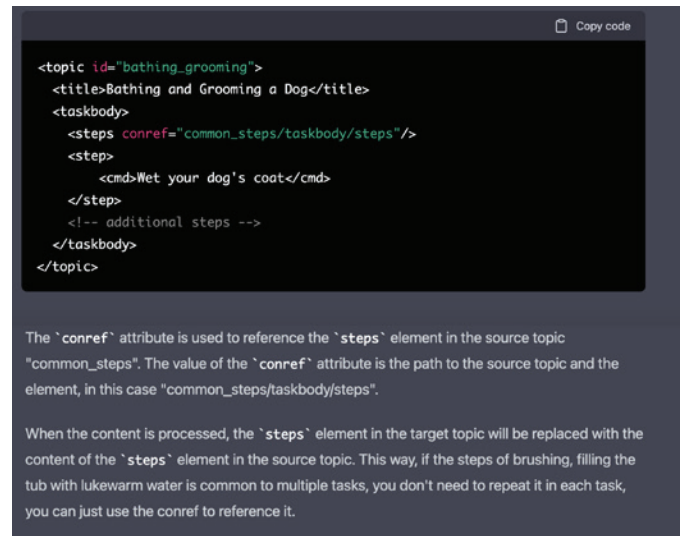 Copy code
<topic id="bathing_grooming">
<title>Bathing and Grooming a Dog</title>
<taskbody>
<steps conref="common_steps/taskbody/steps"/>
<step>
<cmd>Wet your dog's coat</cmd>
</step>
<!-- additional steps -->
</taskbody>
</topic>
The `conref` attribute is used to reference the `steps` element in the source topic
"common_steps". The value of the `conref` attribute is the path to the source topic and the
element, in this case "common_steps/taskbody/steps".
When the content is processed, the `steps` element in the target topic will be replaced with the
content of the `steps` element in the source topic. This way, if the steps of brushing, filling the
tub with lukewarm water is common to multiple tasks, you don't need to repeat it in each task,
you can just use the conref to reference it.